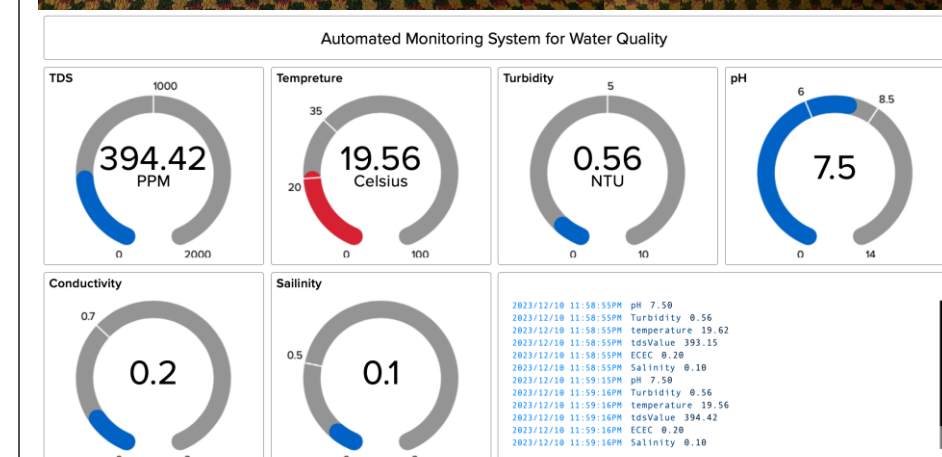 Automated Monitoring System for Water Quality
TDS
1000
394.42
PPM
0
2000
Tempreture
35
20
19.56
Celsius
0
100
Turbidity
5
0.56
NTU
0
10
pH
6
8.5
7.5
0
14
Conductivity
0.7
0.2
Sailinity
0.5
0.1
2023/12/10 11:58:55PM pH 7.50
2023/12/10 11:58:55PM Turbidity 0.56
2023/12/10 11:58:55PM temperature 19.62
2023/12/10 11:58:55PM tdsValue 393.15
2023/12/10 11:58:55PM ECEC 0.20
2023/12/10 11:58:55PM Salinity 0.10
2023/12/10 11:59:15PM pH 7.50
2023/12/10 11:59:16PM Turbidity 0.56
2023/12/10 11:59:16PM temperature 19.56
2023/12/10 11:59:16PM tdsValue 394.42
2023/12/10 11:59:16PM ECEC 0.20
2023/12/10 11:59:16PM Salinity 0.10